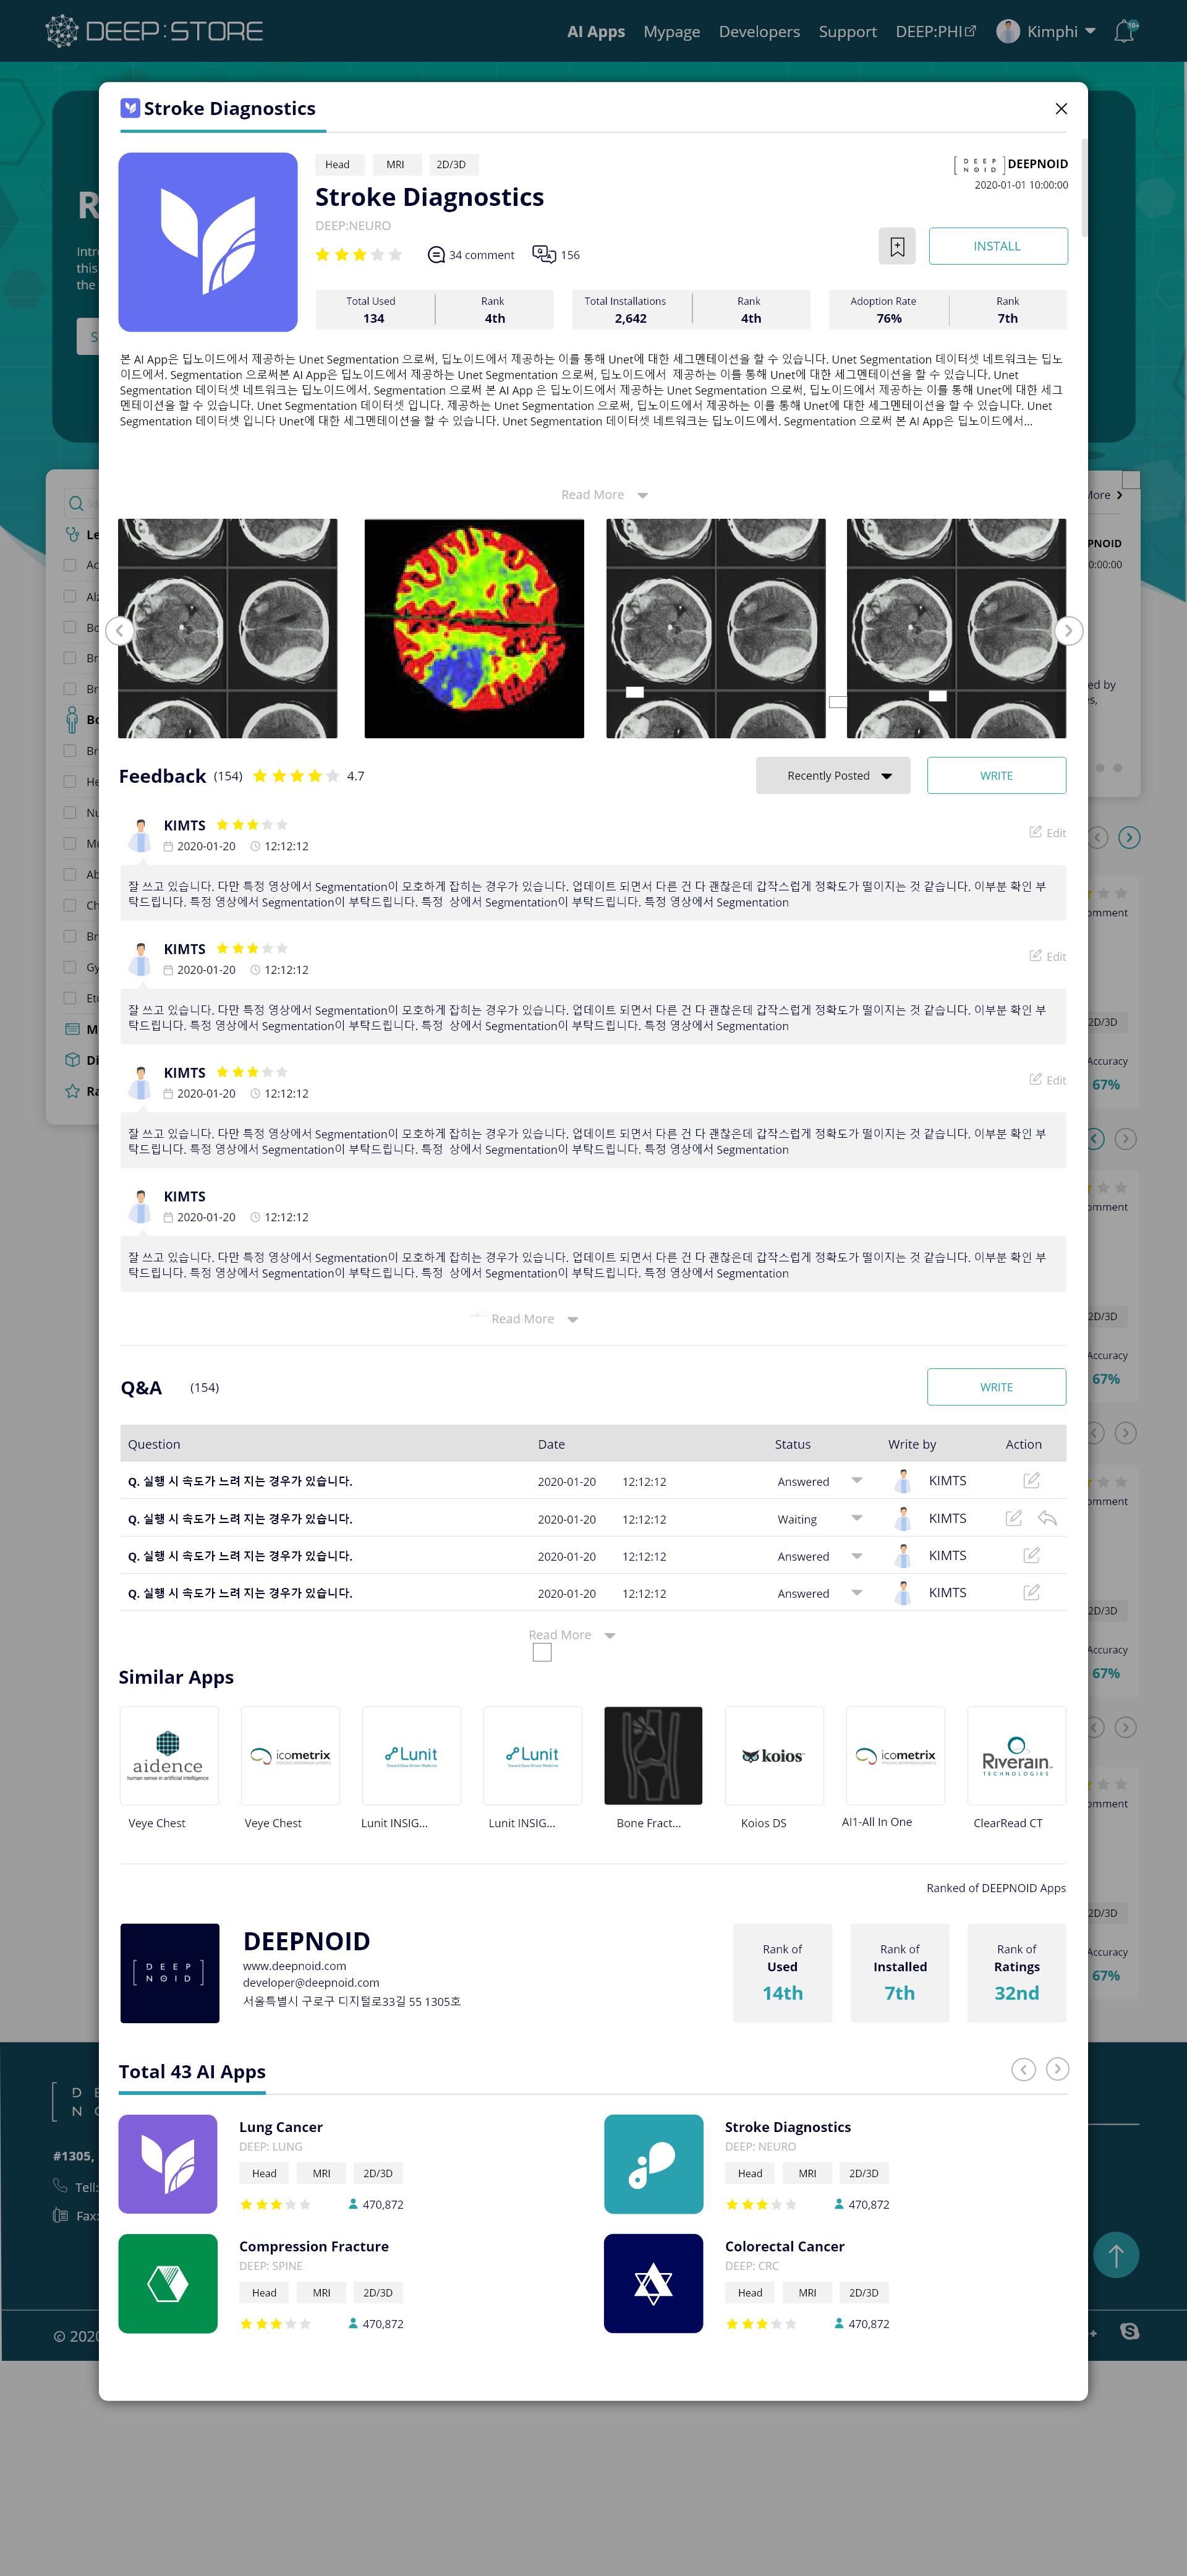 DEEP:STORE
AI Apps Mypage Developers Support DEEP:PHI Kimphi 10+
Stroke Diagnostics
Head MRI 2D/3D
DEEP NOID DEEPNOID
2020-01-01 10:00:00
Stroke Diagnostics
DEEP:NEURO
34 comment 156
INSTALL
Total Used Rank Total Installations Rank Adoption Rate Rank
134 4th 2,642 4th 76% 7th
본 AI App은 딥노이드에서 제공하는 Unet Segmentation 으로써, 딥노이드에서 제공하는 이를 통해 Unet에 대한 세그멘테이션을 할 수 있습니다. Unet Segmentation 데이터셋 네트워크는 딥노
이드에서. Segmentation 으로써본 AI App은 딥노이드에서 제공하는 Unet Segmentation 으로써, 딥노이드에서 제공하는 이를 통해 Unet에 대한 세그멘테이션을 할 수 있습니다. Unet
Segmentation 데이터셋 네트워크는 딥노이드에서. Segmentation 으로써 본 AI App 은 딥노이드에서 제공하는 Unet Segmentation 으로써, 딥노이드에서 제공하는 이를 통해 Unet에 대한 세그
멘테이션을 할 수 있습니다. Unet Segmentation 데이터셋 입니다. 제공하는 Unet Segmentation 으로써, 딥노이드에서 제공하는 이를 통해 Unet에 대한 세그멘테이션을 할 수 있습니다. Unet
Segmentation 데이터셋 입니다 Unet에 대한 세그멘테이션을 할 수 있습니다. Unet Segmentation 데이터셋 네트워크는 딥노이드에서. Segmentation 으로써 본 AI App은 딥노이드에서...
Read More
Feedback (154) 4.7 Recently Posted WRITE
KIMTS
2020-01-20 12:12:12 Edit
잘 쓰고 있습니다. 다만 특정 영상에서 Segmentation이 모호하게 잡히는 경우가 있습니다. 업데이트 되면서 다른 건 다 괜찮은데 갑작스럽게 정확도가 떨이지는 것 같습니다. 이부분 확인 부
탁드립니다. 특정 영상에서 Segmentation이 부탁드립니다. 특정 상에서 Segmentation이 부탁드립니다. 특정 영상에서 Segmentation
KIMTS
2020-01-20 12:12:12 Edit
잘 쓰고 있습니다. 다만 특정 영상에서 Segmentation이 모호하게 잡히는 경우가 있습니다. 업데이트 되면서 다른 건 다 괜찮은데 갑작스럽게 정확도가 떨이지는 것 같습니다. 이부분 확인 부
탁드립니다. 특정 영상에서 Segmentation이 부탁드립니다. 특정 상에서 Segmentation이 부탁드립니다. 특정 영상에서 Segmentation
KIMTS
2020-01-20 12:12:12 Edit
잘 쓰고 있습니다. 다만 특정 영상에서 Segmentation이 모호하게 잡히는 경우가 있습니다. 업데이트 되면서 다른 건 다 괜찮은데 갑작스럽게 정확도가 떨이지는 것 같습니다. 이부분 확인 부
탁드립니다. 특정 영상에서 Segmentation이 부탁드립니다. 특정 상에서 Segmentation이 부탁드립니다. 특정 영상에서 Segmentation
KIMTS
2020-01-20 12:12:12
잘 쓰고 있습니다. 다만 특정 영상에서 Segmentation이 모호하게 잡히는 경우가 있습니다. 업데이트 되면서 다른 건 다 괜찮은데 갑작스럽게 정확도가 떨이지는 것 같습니다. 이부분 확인 부
탁드립니다. 특정 영상에서 Segmentation이 부탁드립니다. 특정 상에서 Segmentation이 부탁드립니다. 특정 영상에서 Segmentation
Read More
Q&A (154) WRITE
Question Date Status Write by Action
Q. 실행 시 속도가 느려 지는 경우가 있습니다. 2020-01-20 12:12:12 Answered KIMTS
Q. 실행 시 속도가 느려 지는 경우가 있습니다. 2020-01-20 12:12:12 Waiting KIMTS
Q. 실행 시 속도가 느려 지는 경우가 있습니다. 2020-01-20 12:12:12 Answered KIMTS
Q. 실행 시 속도가 느려 지는 경우가 있습니다. 2020-01-20 12:12:12 Answered KIMTS
Read More
Similar Apps
aidence icometrix Lunit Lunit koios icometrix Riverain TECHNOLOGIES
Veye Chest Veye Chest Lunit INSIG... Lunit INSIG... Bone Fract... Koios DS AI1-All In One ClearRead CT
Ranked of DEEPNOID Apps
DEEP NOID
DEEPNOID
www.deepnoid.com
developer@deepnoid.com
서울특별시 구로구 디지털로33길 55 1305호
Rank of Rank of Rank of
Used Installed Ratings
14th 7th 32nd
Total 43 AI Apps
Lung Cancer Stroke Diagnostics
DEEP: LUNG DEEP: NEURO
Head MRI 2D/3D Head MRI 2D/3D
470,872 470,872
Compression Fracture Colorectal Cancer
DEEP: SPINE DEEP: CRC
Head MRI 2D/3D Head MRI 2D/3D
470,872 470,872
#1305,
Tell:
Fax:
© 2020